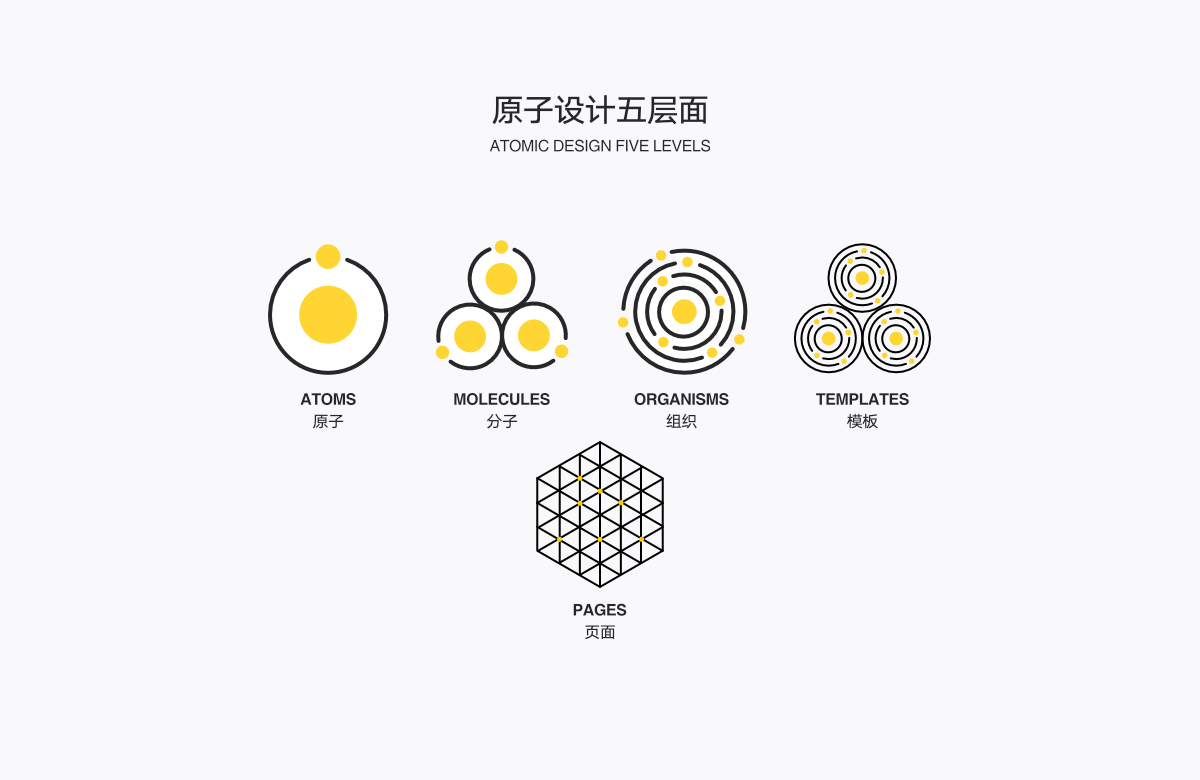 原子设计五层面
ATOMIC DESIGN FIVE LEVELS
ATOMS
原子
MOLECULES
分子
ORGANISMS
组织
TEMPLATES
模板
PAGES
页面